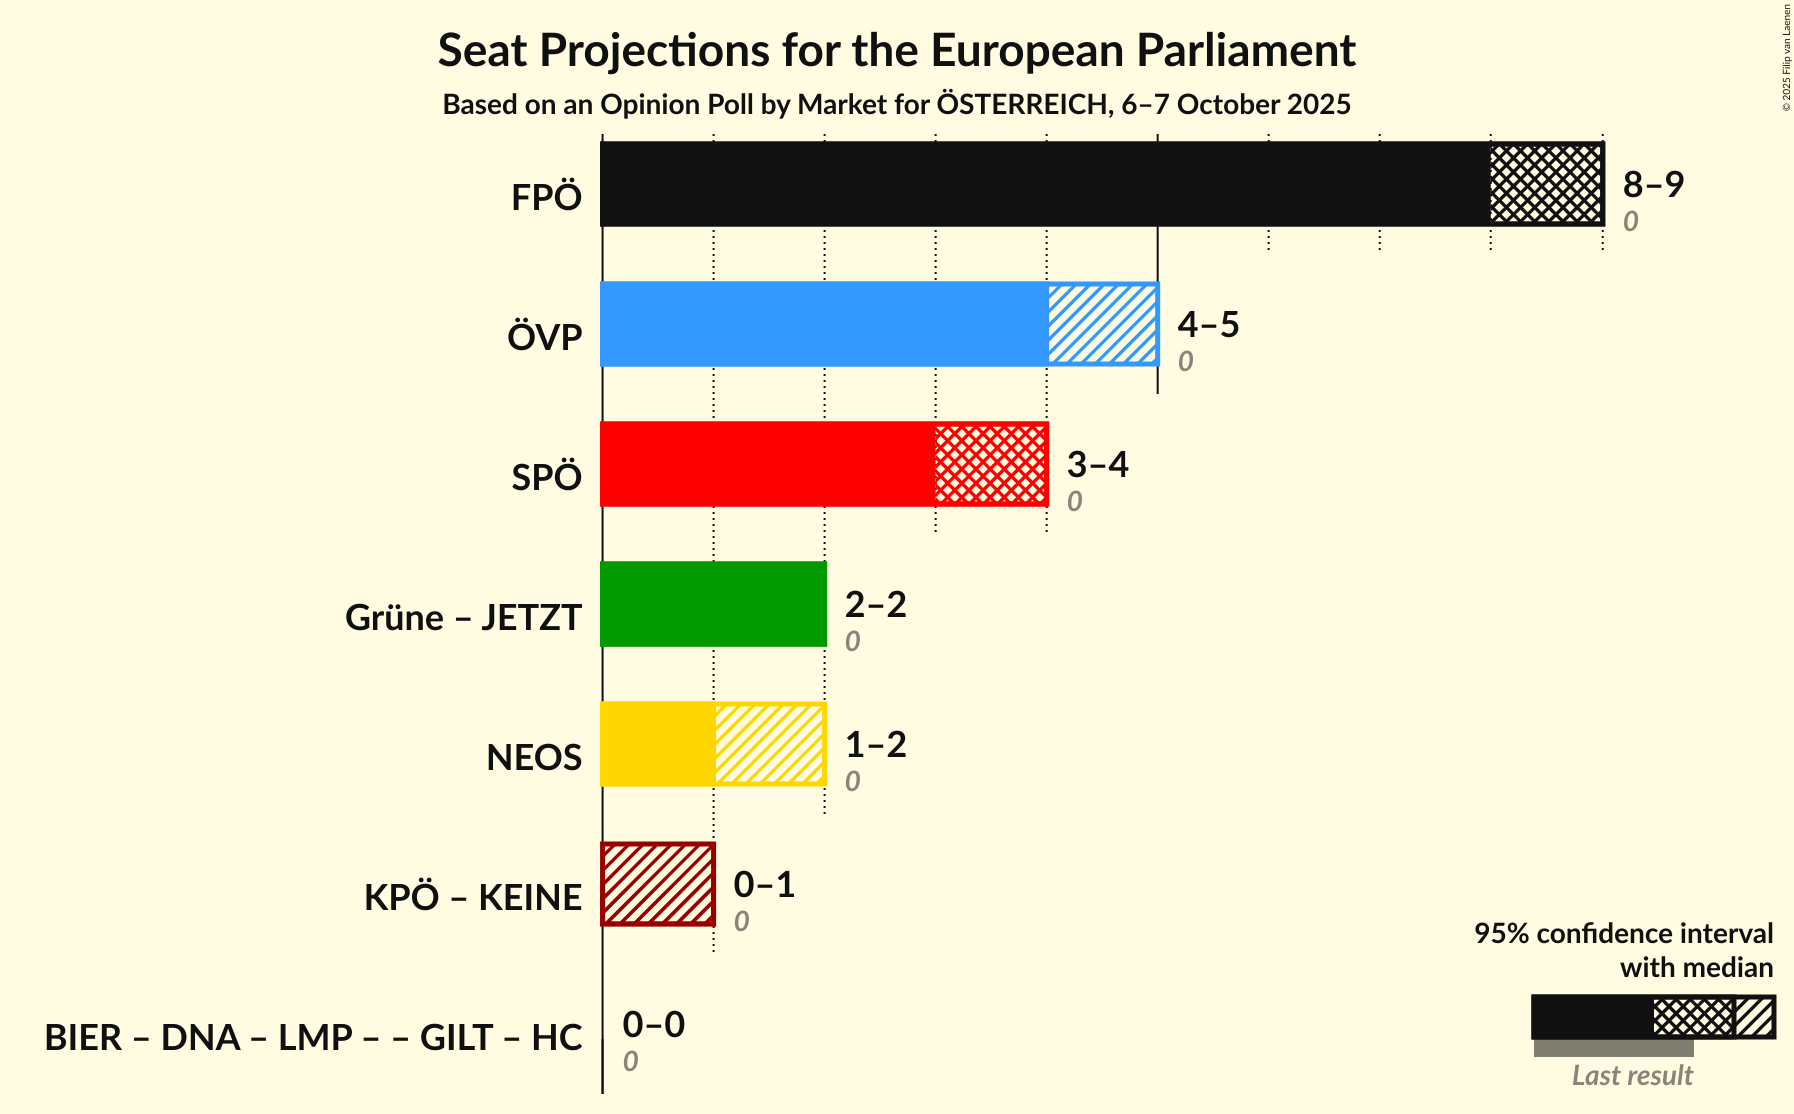 Seat Projections for the European Parliament
Based on an Opinion Poll by Market for ÖSTERREICH, 6–7 October 2025
© 2025 Filip van Laenen
FPÖ
8–9
0
ÖVP
4–5
0
SPÖ
3–4
0
Grüne – JETZT
2–2
0
NEOS
1–2
0
KPÖ – KEINE
0–1
0
BIER – DNA – LMP – – GILT – HC
0–0
0
95% confidence interval
with median
Last result